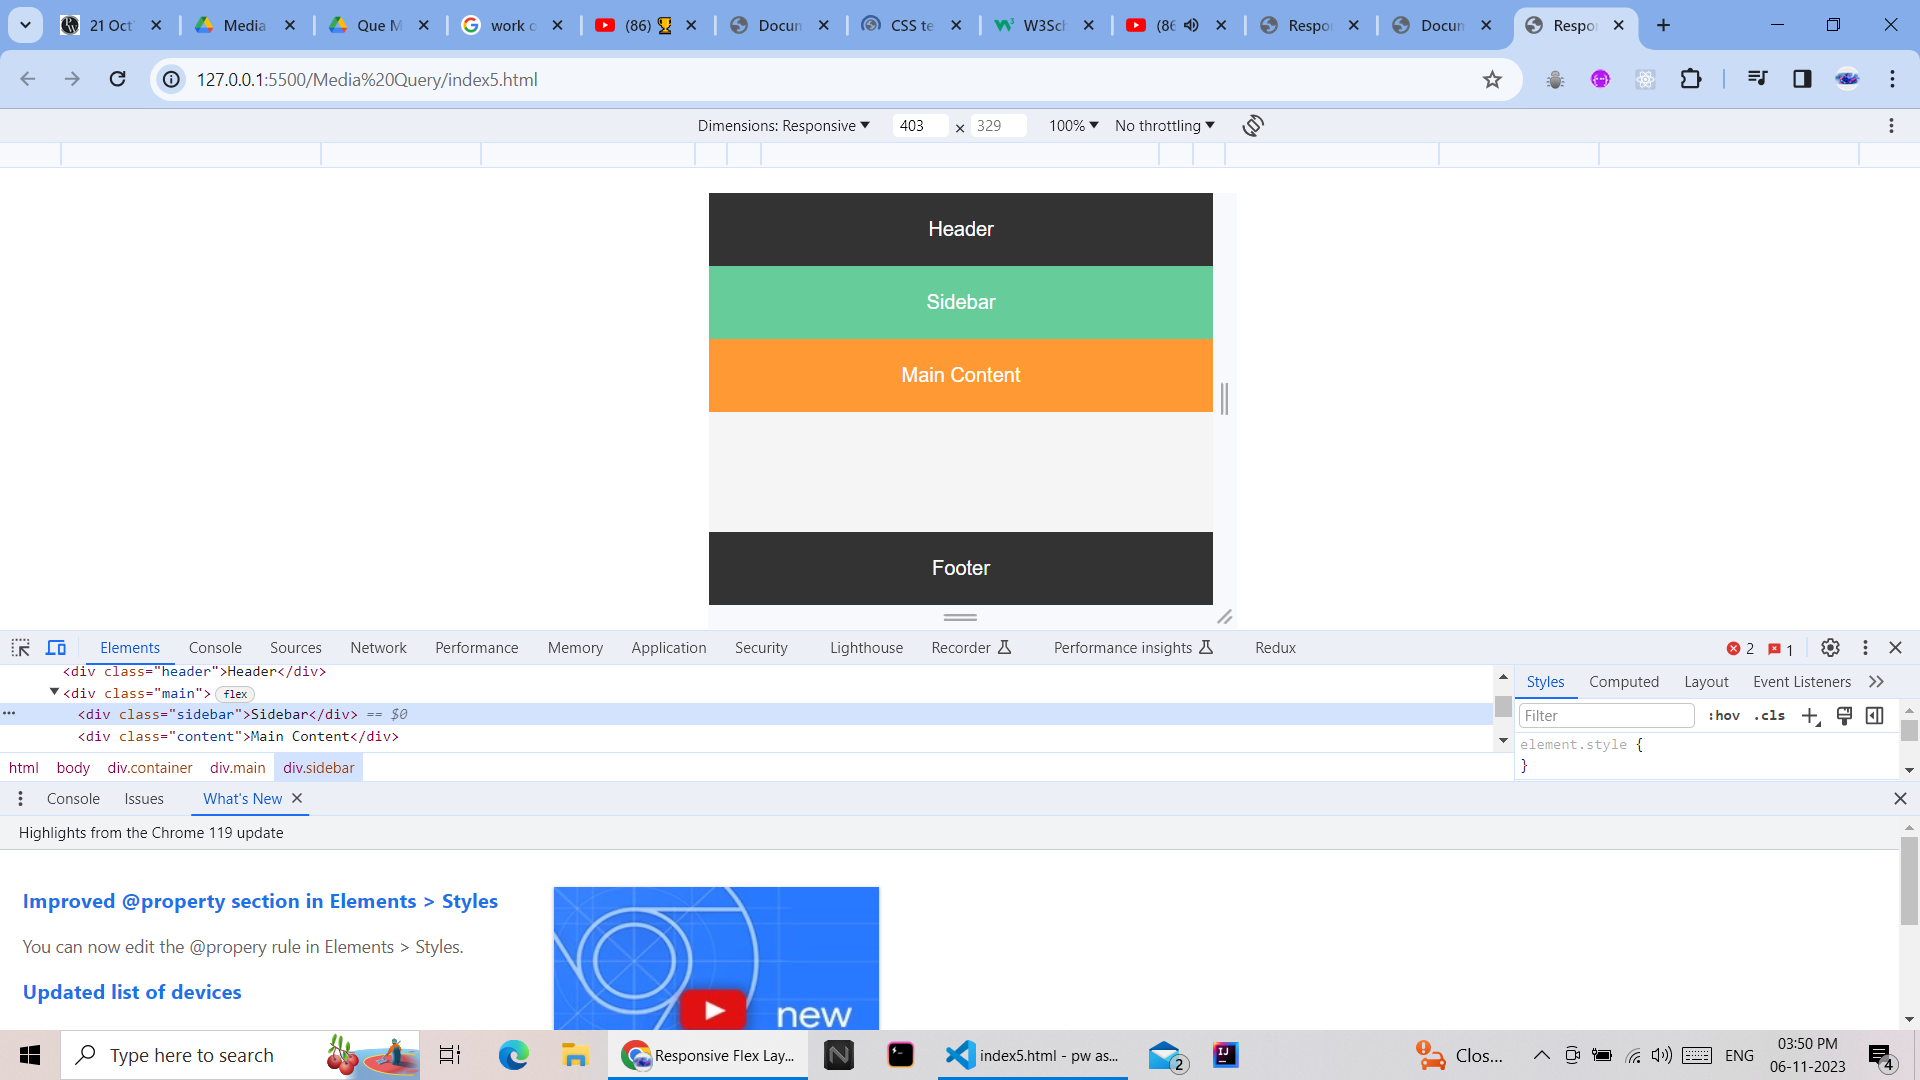 21 Oct
Media
Que M
work o
(86)
Docum
CSS te
W3Sch
(86
Respo
Docum
Respo
127.0.0.1:5500/Media%20Query/index5.html
Dimensions: Responsive 403 × 329 100% No throttling
Header
Sidebar
Main Content
Footer
Elements Console Sources Network Performance Memory Application Security Lighthouse Recorder Performance insights Redux 2 1
<div class="header">Header</div>
<div class="main"> flex
<div class="sidebar">Sidebar</div> == $0
<div class="content">Main Content</div>
html body div.container div.main div.sidebar
Styles Computed Layout Event Listeners
Filter :hov .cls
element.style {
}
Console Issues What's New
Highlights from the Chrome 119 update
Improved @property section in Elements > Styles
You can now edit the @propery rule in Elements > Styles.
Updated list of devices
new
Type here to search
Responsive Flex Lay...
index5.html - pw as...
2
Clos...
ENG
03:50 PM
06-11-2023
4